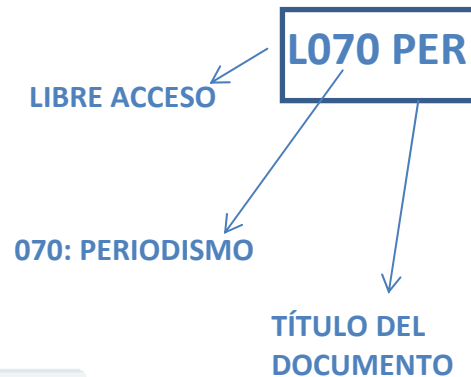 L070 PER
LIBRE ACCESO
070: PERIODISMO
TÍTULO DEL
DOCUMENTO